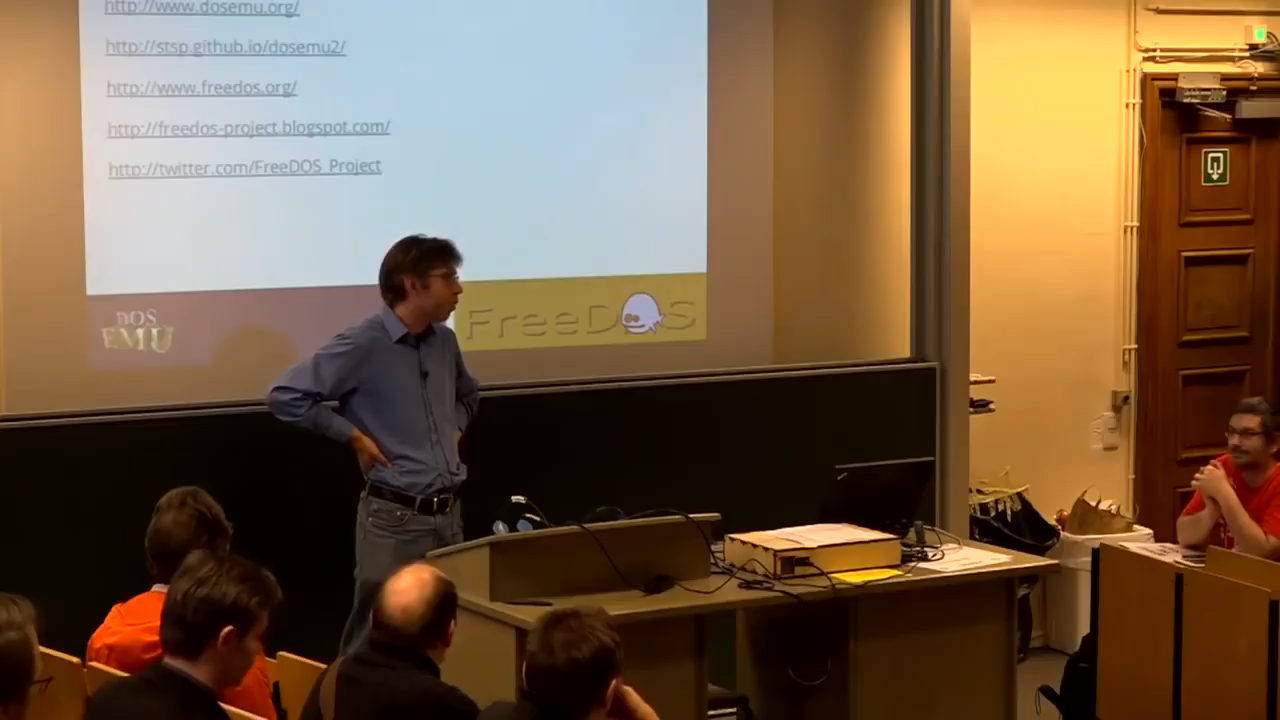 http://www.dosemu.org/
http://stsp.github.io/dosemu2/
http://www.freedos.org/
http://freedos-project.blogspot.com/
http://twitter.com/FreeDOS_Project
DOS
EMU
FreeDOS